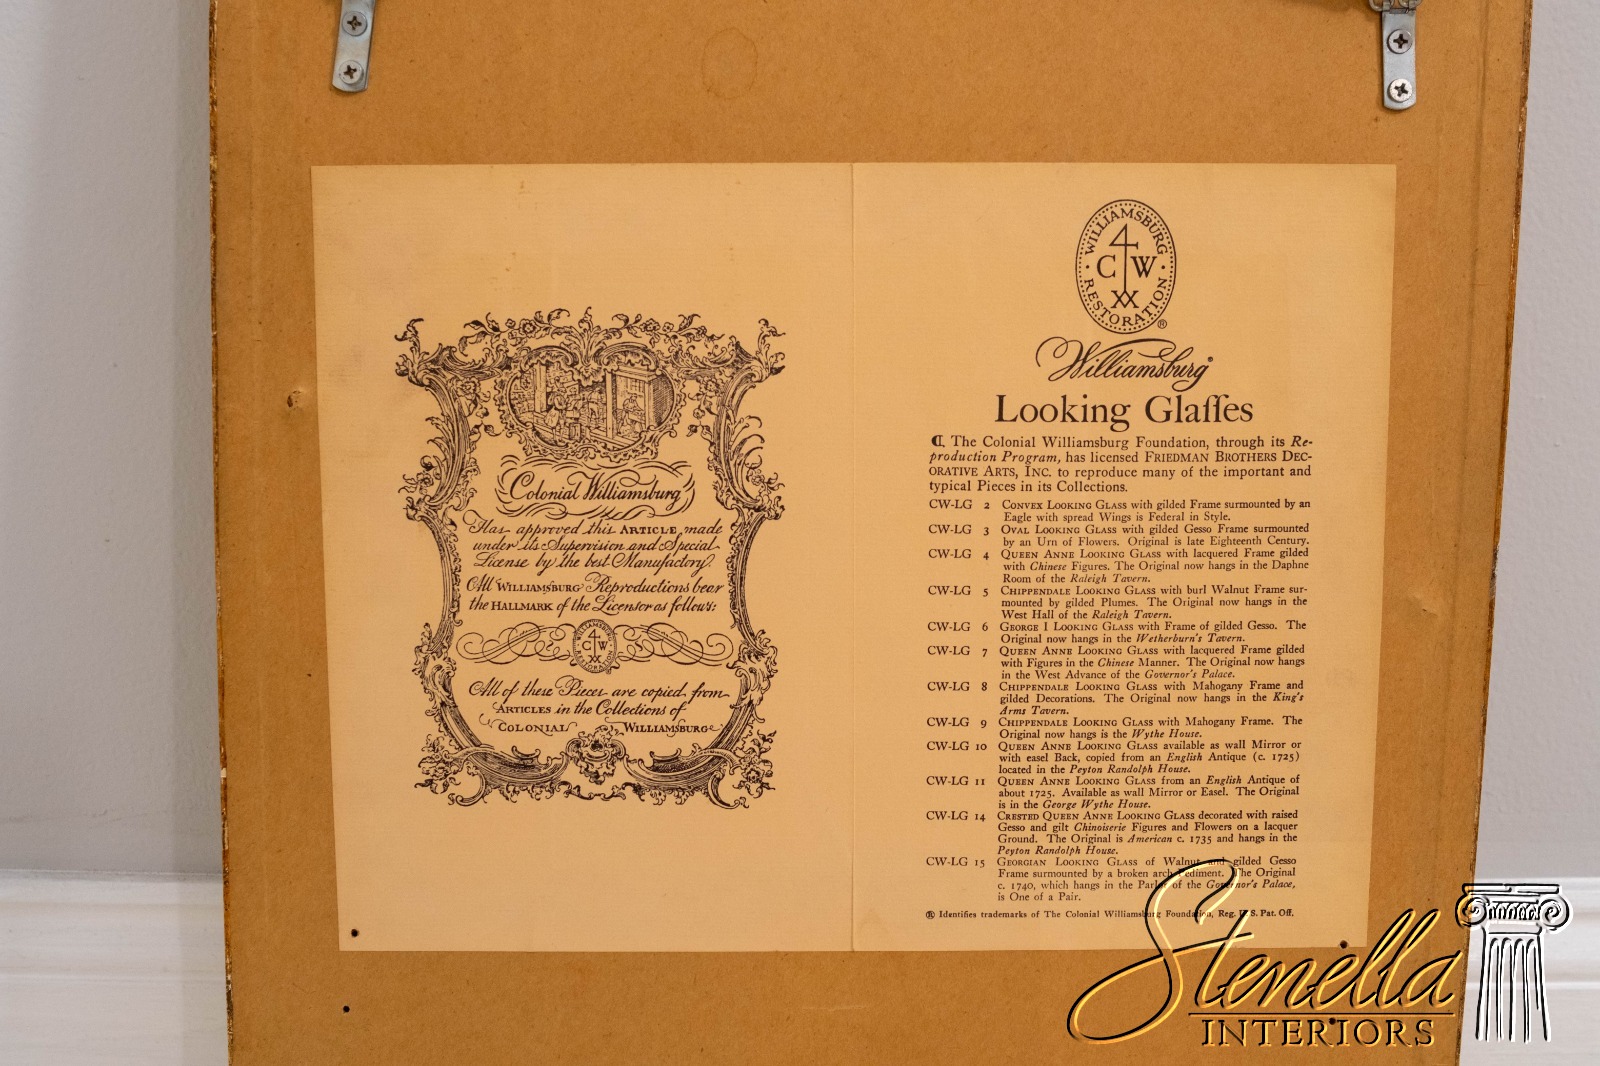 Colonial Williamsburg
Has approved this ARTICLE, made
under its Supervision and Special
License by the best Manufactory.
All WILLIAMSBURG Reproductions bear
the HALLMARK of the Licensor as follows:
WILLIAMSBURG
C W
RESTORATION
All of these Pieces are copied from
ARTICLES in the Collections of
COLONIAL WILLIAMSBURG
WILLIAMSBURG
C W
RESTORATION ®
Williamsburg®
Looking Glaſſes
¶ The Colonial Williamsburg Foundation, through its Re-
production Program, has licensed FRIEDMAN BROTHERS DEC-
ORATIVE ARTS, INC. to reproduce many of the important and
typical Pieces in its Collections.
CW-LG 2 CONVEX LOOKING GLASS with gilded Frame surmounted by an
Eagle with spread Wings is Federal in Style.
CW-LG 3 OVAL LOOKING GLASS with gilded Gesso Frame surmounted
by an Urn of Flowers. Original is late Eighteenth Century.
CW-LG 4 QUEEN ANNE LOOKING GLASS with lacquered Frame gilded
with Chinese Figures. The Original now hangs in the Daphne
Room of the Raleigh Tavern.
CW-LG 5 CHIPPENDALE LOOKING GLASS with burl Walnut Frame sur-
mounted by gilded Plumes. The Original now hangs in the
West Hall of the Raleigh Tavern.
CW-LG 6 GEORGE I LOOKING GLASS with Frame of gilded Gesso. The
Original now hangs in the Wetherburn's Tavern.
CW-LG 7 QUEEN ANNE LOOKING GLASS with lacquered Frame gilded
with Figures in the Chinese Manner. The Original now hangs
in the West Advance of the Governor's Palace.
CW-LG 8 CHIPPENDALE LOOKING GLASS with Mahogany Frame and
gilded Decorations. The Original now hangs in the King's
Arms Tavern.
CW-LG 9 CHIPPENDALE LOOKING GLASS with Mahogany Frame. The
Original now hangs is the Wythe House.
CW-LG 10 QUEEN ANNE LOOKING GLASS available as wall Mirror or
with easel Back, copied from an English Antique (c. 1725)
located in the Peyton Randolph House.
CW-LG 11 QUEEN ANNE LOOKING GLASS from an English Antique of
about 1725. Available as wall Mirror or Easel. The Original
is in the George Wythe House.
CW-LG 14 CRESTED QUEEN ANNE LOOKING GLASS decorated with raised
Gesso and gilt Chinoiserie Figures and Flowers on a lacquer
Ground. The Original is American c. 1735 and hangs in the
Peyton Randolph House.
CW-LG 15 GEORGIAN LOOKING GLASS of Walnut and gilded Gesso
Frame surmounted by a broken arch Pediment. The Original
c. 1740, which hangs in the Parlor of the Governor's Palace,
is One of a Pair.
® Identifies trademarks of The Colonial Williamsburg Foundation, Reg. U. S. Pat. Off.
Stenella
INTERIORS